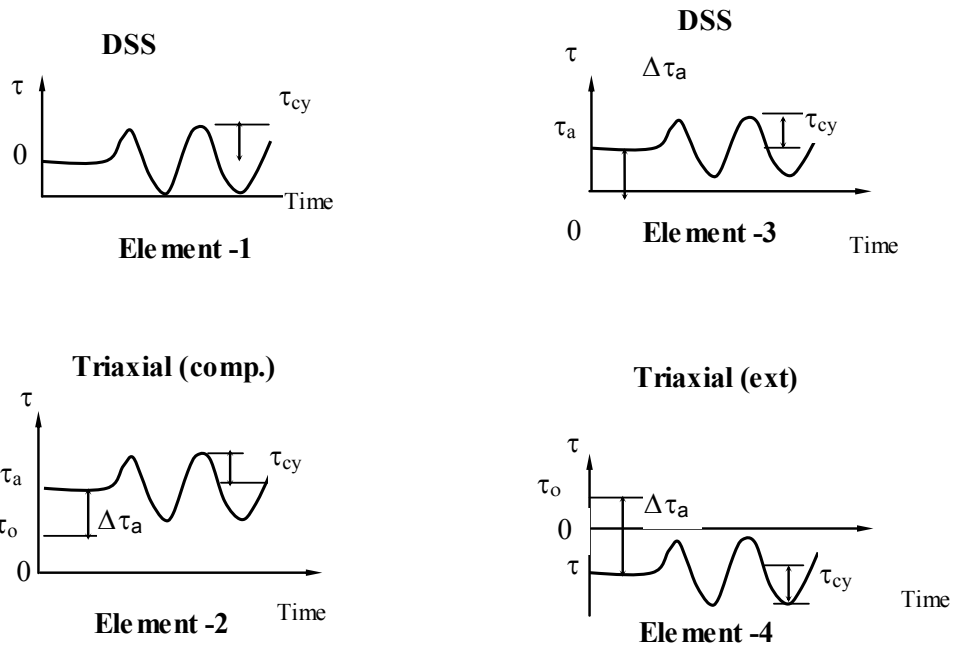 DSS
τ
τcy
0
Time
Element -1
DSS
τ
Δτa
τa
τcy
0
Element -3
Time
Triaxial (comp.)
τ
τa
τcy
τo
Δτa
0
Time
Element -2
Triaxial (ext)
τ
τo
Δτa
0
τ
τcy
Time
Element -4